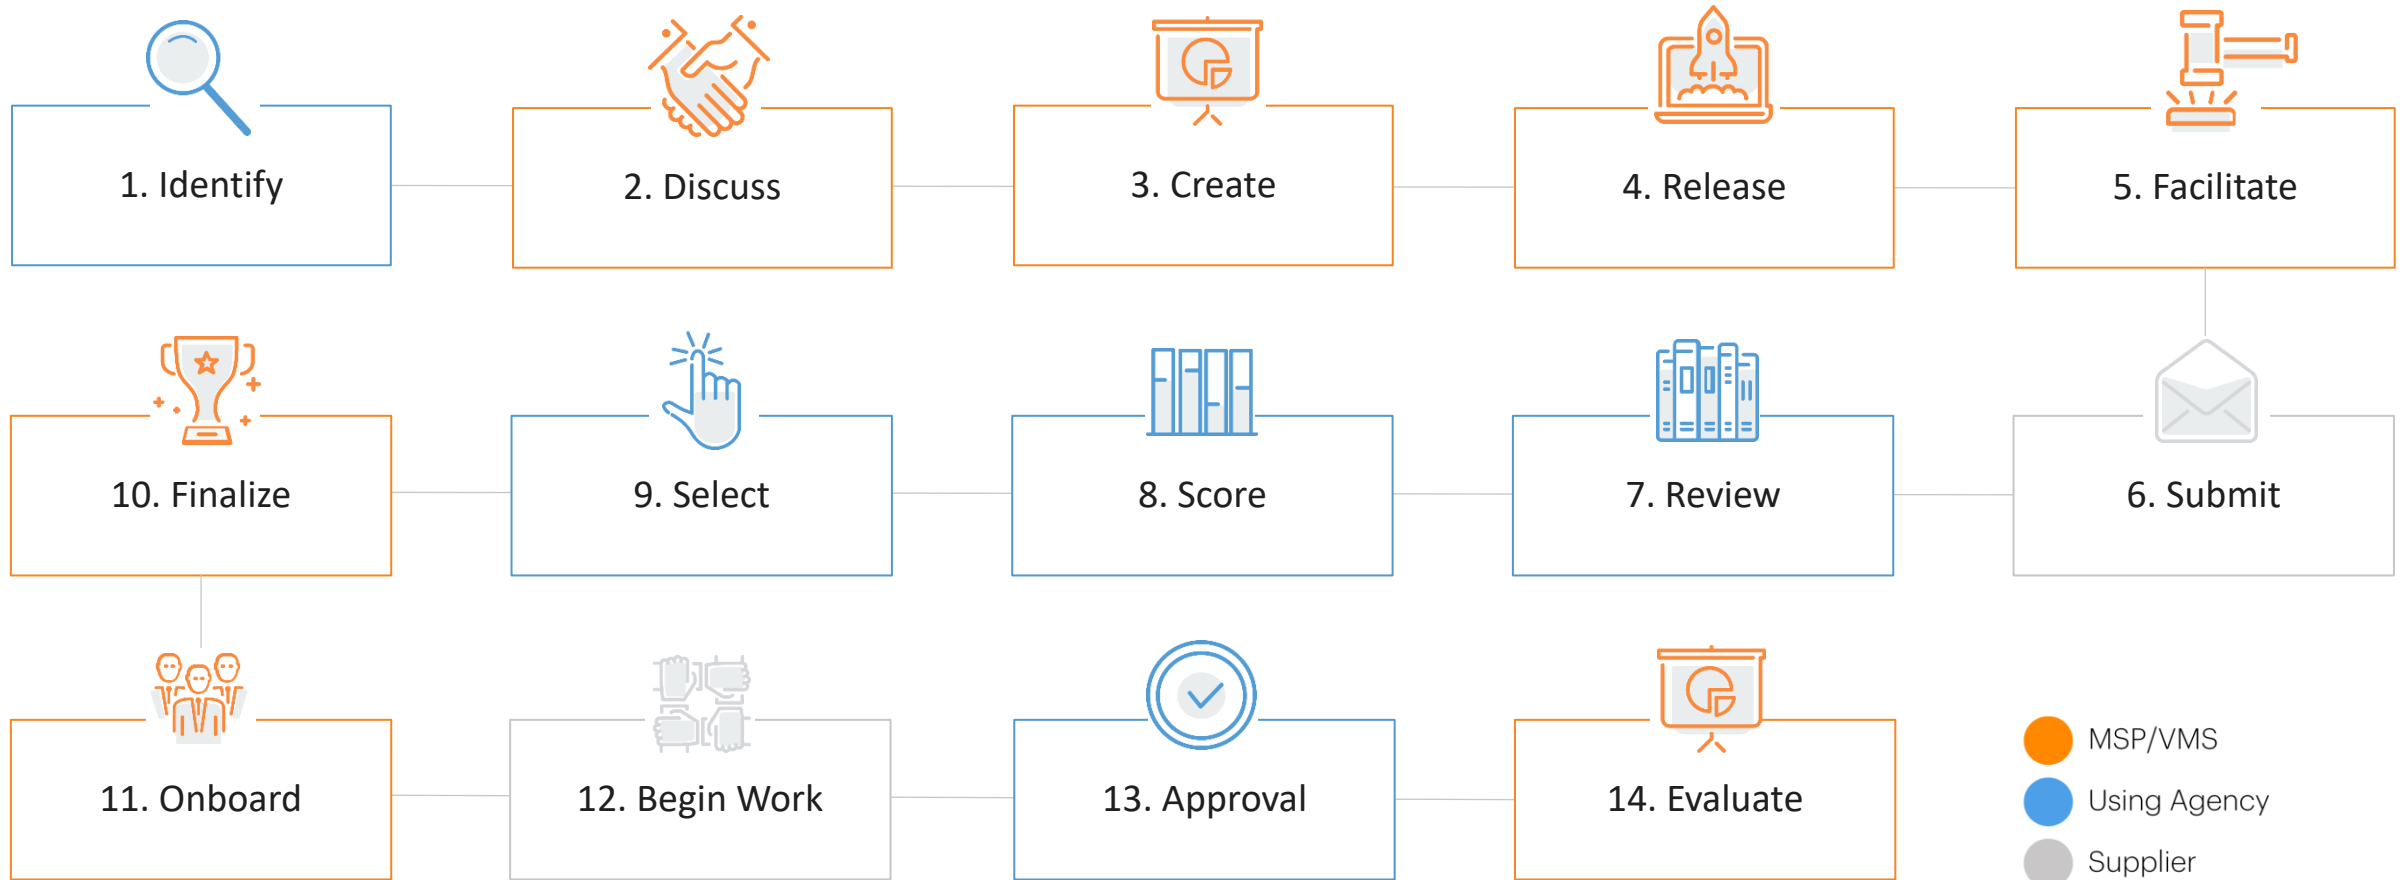 1. Identify
2. Discuss
3. Create
4. Release
5. Facilitate
10. Finalize
9. Select
8. Score
7. Review
6. Submit
11. Onboard
12. Begin Work
13. Approval
14. Evaluate
MSP/VMS
Using Agency
Supplier